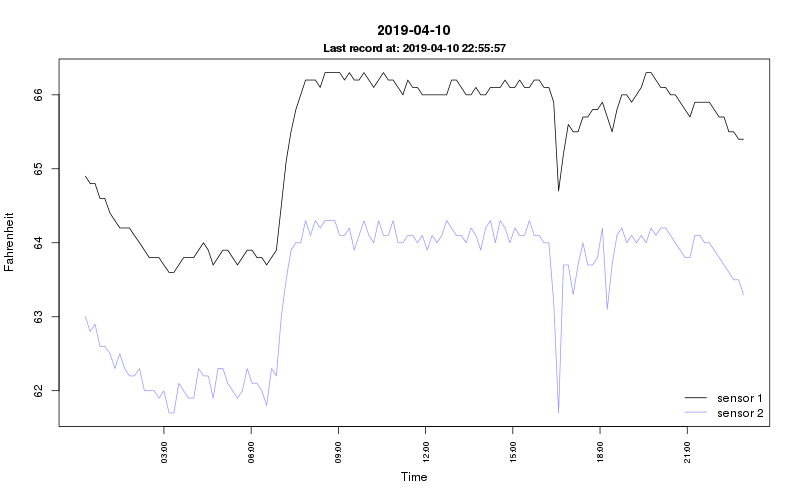 2019-04-10
Last record at: 2019-04-10 22:55:57
Fahrenheit
66
65
64
63
62
sensor 1
sensor 2
03:00 06:00 09:00 12:00 15:00 18:00 21:00
Time